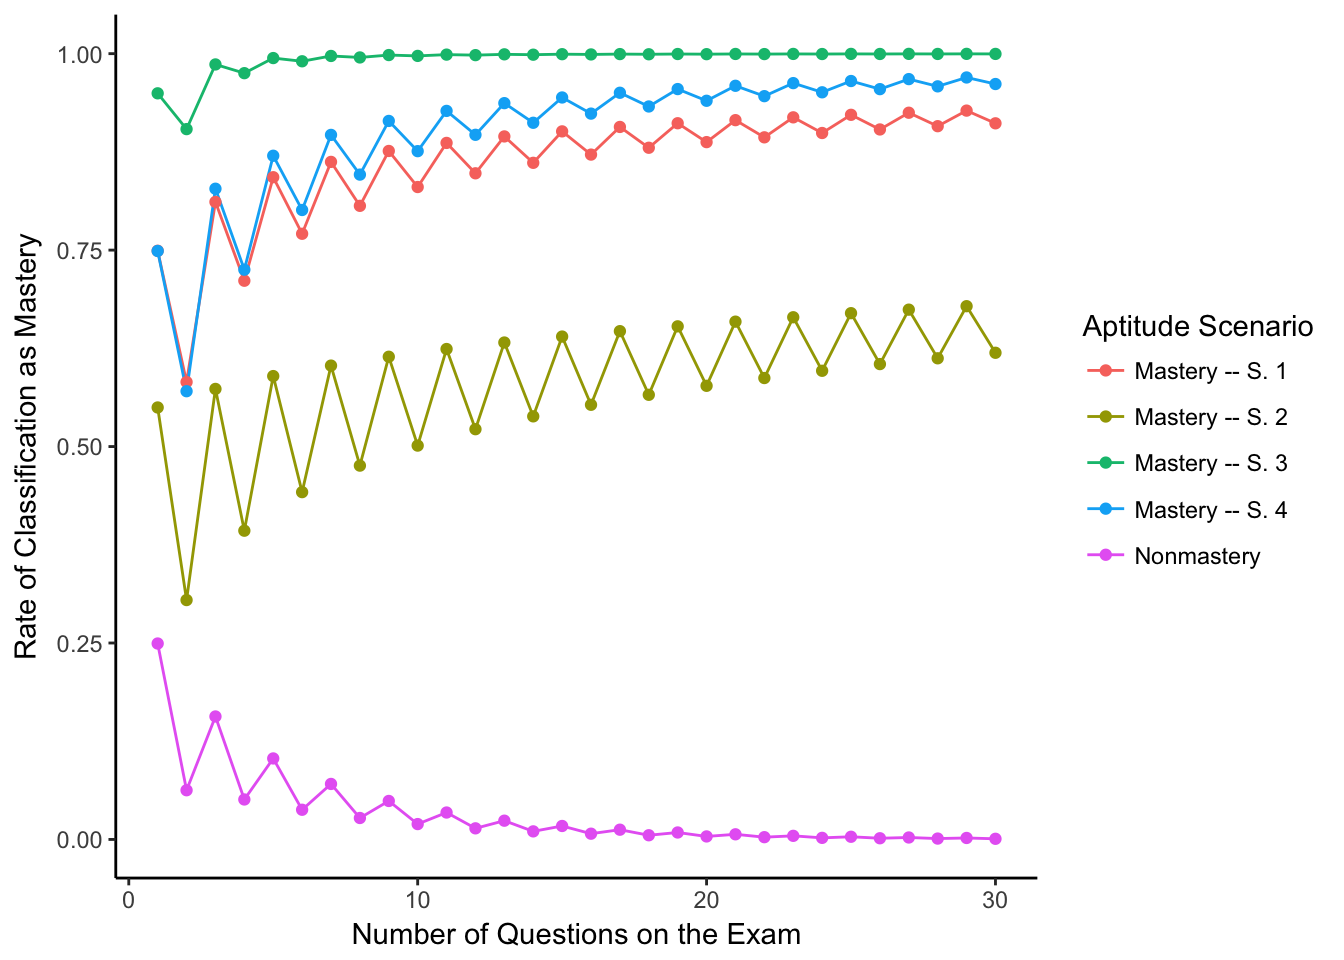 1.00
0.75
0.50
0.25
0.00
Rate of Classification as Mastery
0
10
20
30
Number of Questions on the Exam
Aptitude Scenario
Mastery -- S. 1
Mastery -- S. 2
Mastery -- S. 3
Mastery -- S. 4
Nonmastery